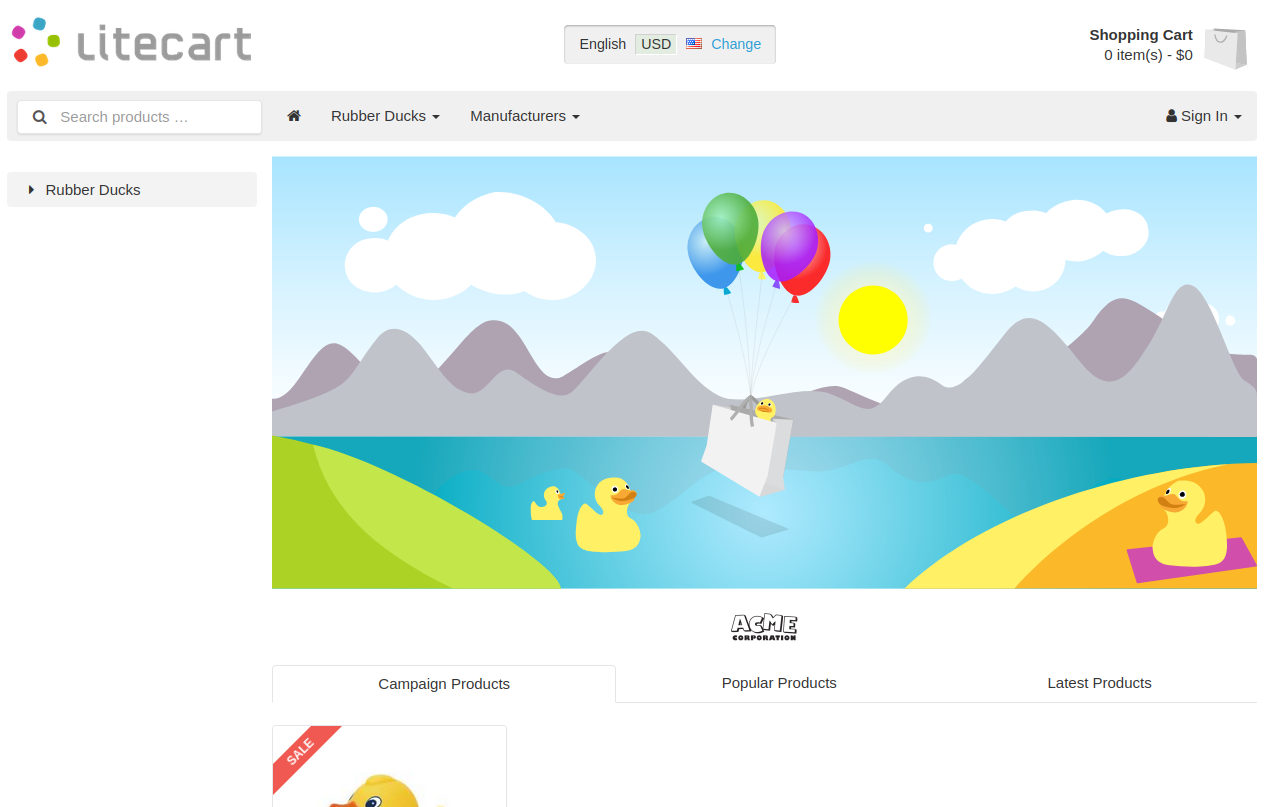 Litecart
English USD Change
Shopping Cart
0 item(s) - $0
Search products …
Rubber Ducks
Manufacturers
Sign In
Rubber Ducks
ACME
CORPORATION
Campaign Products
Popular Products
Latest Products
SALE